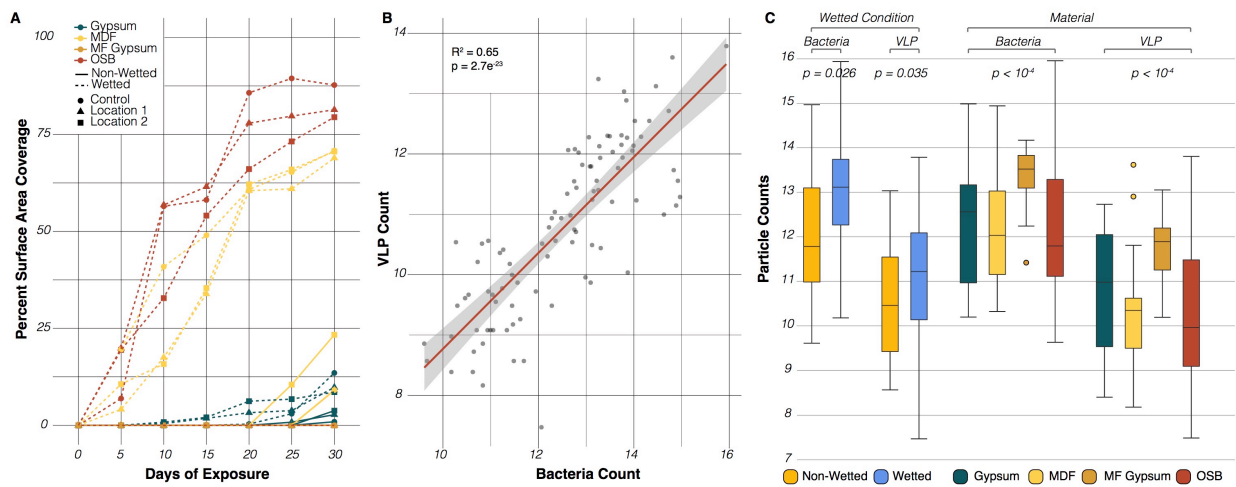 A
Gypsum
MDF
MF Gypsum
OSB
Non-Wetted
Wetted
Control
Location 1
Location 2
Percent Surface Area Coverage
100
75
50
25
0
0 5 10 15 20 25 30
Days of Exposure
B
R² = 0.65
p = 2.7e⁻²³
VLP Count
14
12
10
8
10 12 14 16
Bacteria Count
C
Wetted Condition Material
Bacteria VLP Bacteria VLP
p = 0.026 p = 0.035 p < 10⁻⁴ p < 10⁻⁴
Particle Counts
16
15
14
13
12
11
10
9
8
7
Non-Wetted Wetted Gypsum MDF MF Gypsum OSB